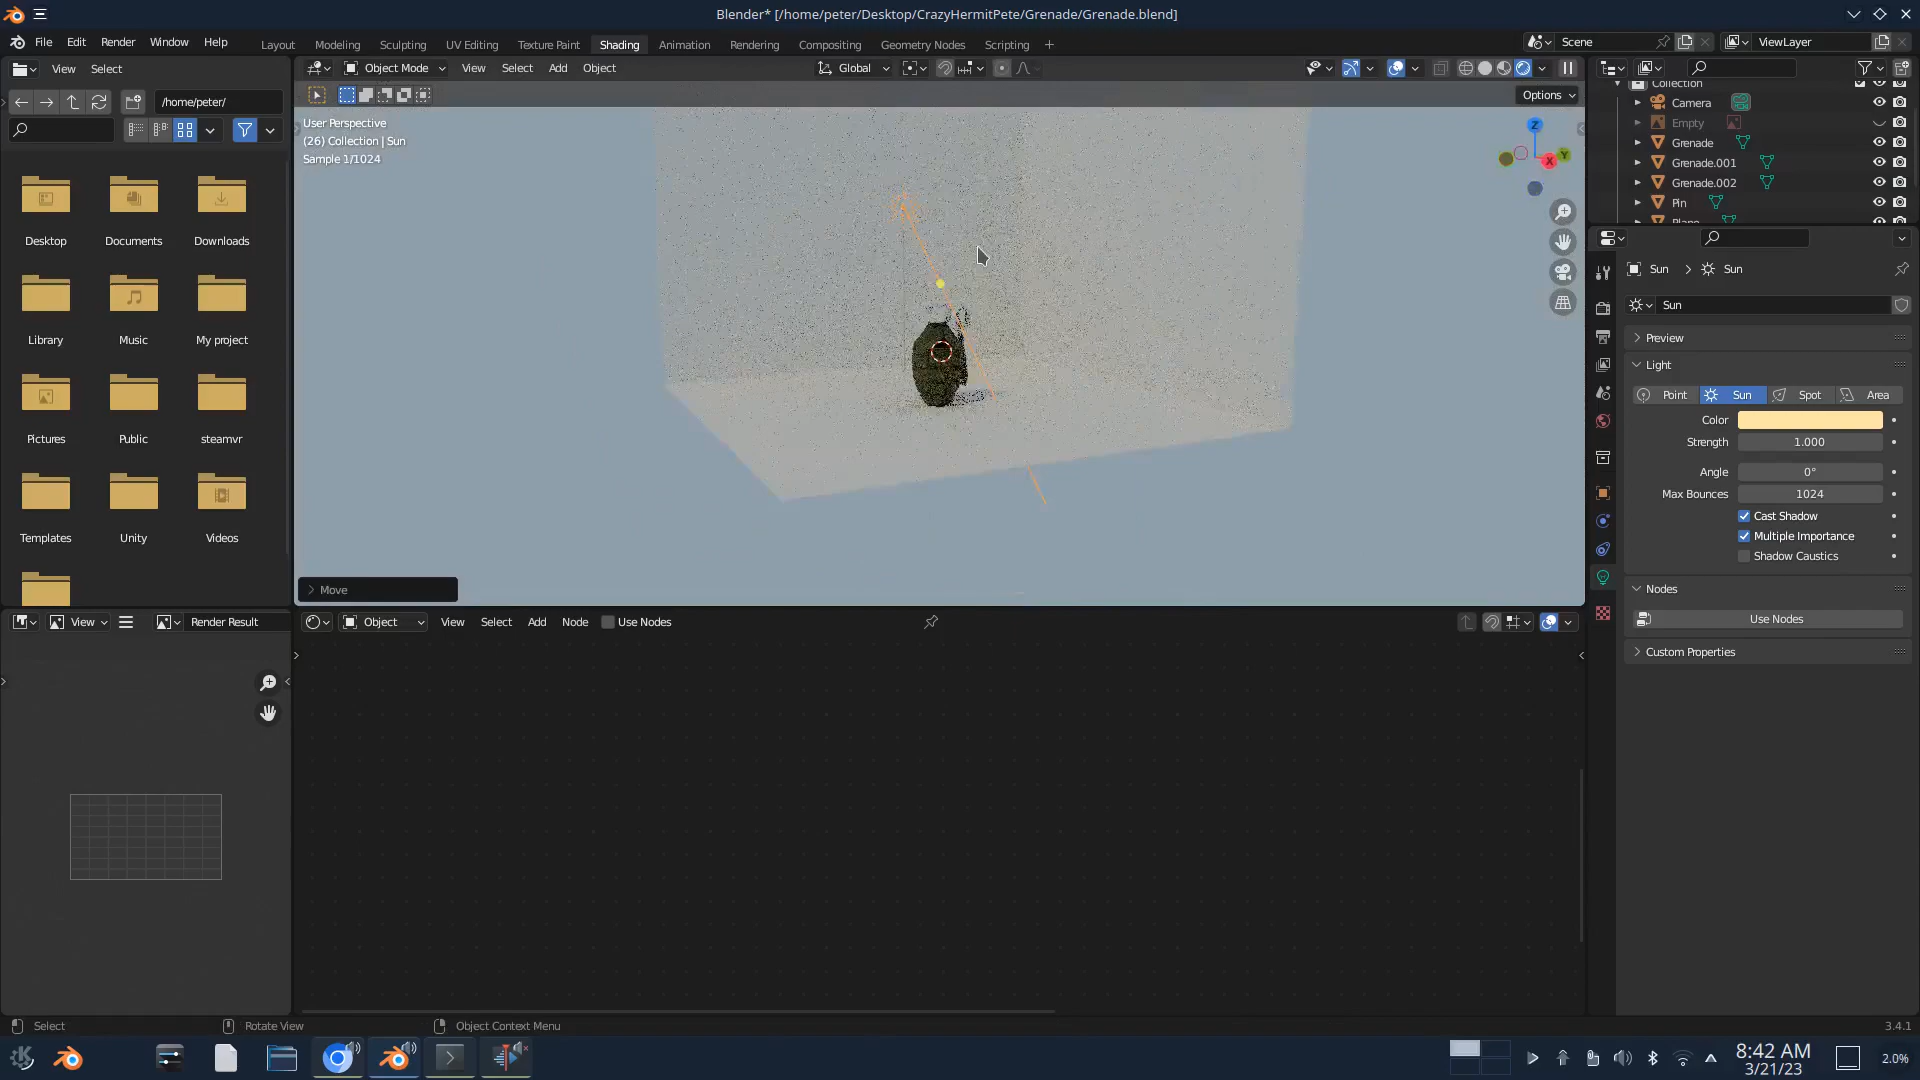 Blender* [/home/peter/Desktop/CrazyHermitPete/Grenade/Grenade.blend]
File Edit Render Window Help
Layout Modeling Sculpting UV Editing Texture Paint Shading Animation Rendering Compositing Geometry Nodes Scripting +
Scene
ViewLayer
View Select
Object Mode View Select Add Object
Global
/home/peter/
Options
Collection
Camera
Empty
Grenade
Grenade.001
Grenade.002
Pin
Plane
User Perspective
(26) Collection | Sun
Sample 1/1024
Z
X
Y
Desktop Documents Downloads
Library Music My project
Pictures Public steamvr
Templates Unity Videos
Sun > Sun
Sun
Preview
Light
Point Sun Spot Area
Color
Strength 1.000
Angle 0°
Max Bounces 1024
Cast Shadow
Multiple Importance
Shadow Caustics
Nodes
Use Nodes
Custom Properties
Move
View
Render Result
Object View Select Add Node Use Nodes
Select
Rotate View
Object Context Menu
3.4.1
8:42 AM
3/21/23
2.0%